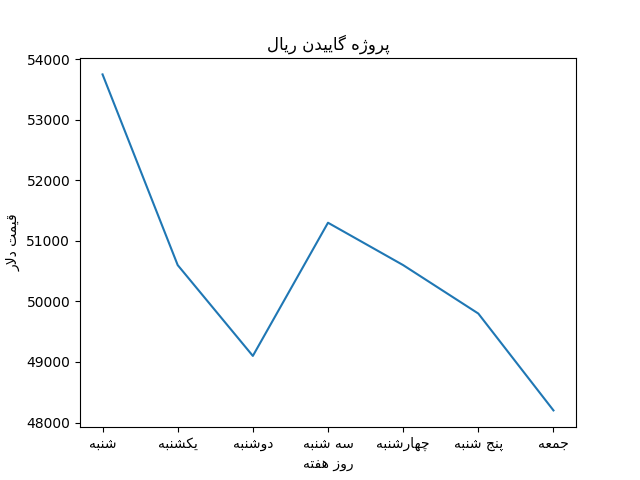 پروژه گاییدن ریال
قیمت دلار
54000
53000
52000
51000
50000
49000
48000
شنبه
یکشنبه
دوشنبه
سه شنبه
چهارشنبه
پنج شنبه
جمعه
روز هفته